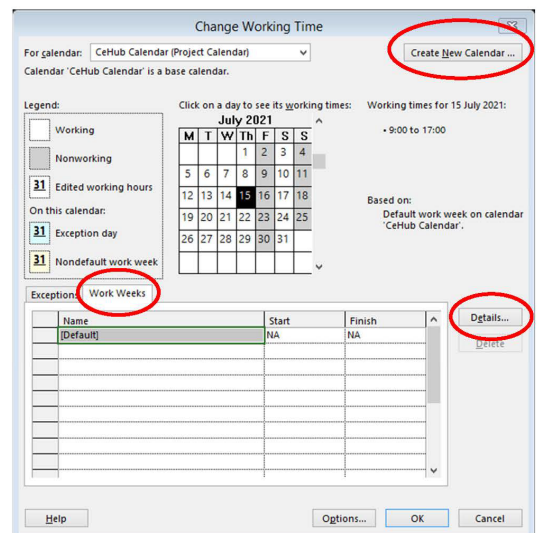 Change Working Time
For calendar: CeHub Calendar (Project Calendar)
Create New Calendar ...
Calendar 'CeHub Calendar' is a base calendar.
Legend:
Working
Nonworking
31 Edited working hours
On this calendar:
31 Exception day
31 Nondefault work week
Click on a day to see its working times:
July 2021
M T W Th F S S
1 2 3 4
5 6 7 8 9 10 11
12 13 14 15 16 17 18
19 20 21 22 23 24 25
26 27 28 29 30 31
Working times for 15 July 2021:
• 9:00 to 17:00
Based on:
Default work week on calendar
'CeHub Calendar'.
Exceptions Work Weeks
Name Start Finish
[Default] NA NA
Details...
Delete
Help Options... OK Cancel